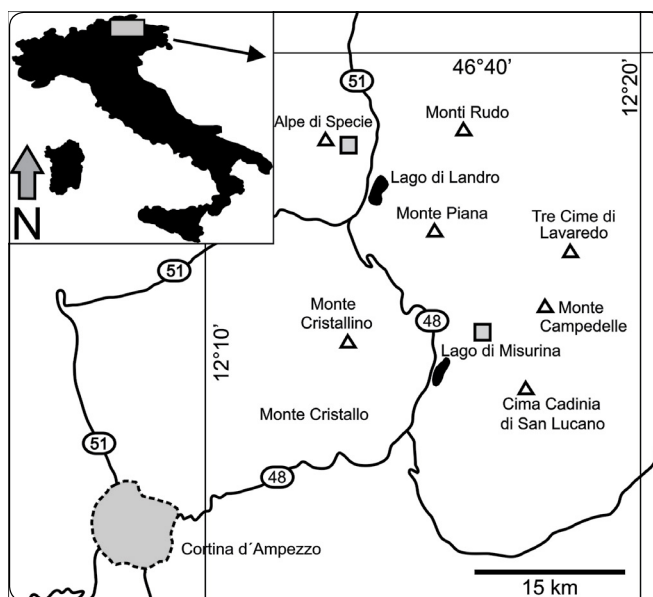 N
51
46°40'
12°20'
Alpe di Specie
Monti Rudo
Lago di Landro
Monte Piana
Tre Cime di
Lavaredo
51
12°10'
Monte
Cristallino
48
Monte
Campedelle
Lago di Misurina
Cima Cadinia
di San Lucano
Monte Cristallo
51
48
Cortina d´Ampezzo
15 km